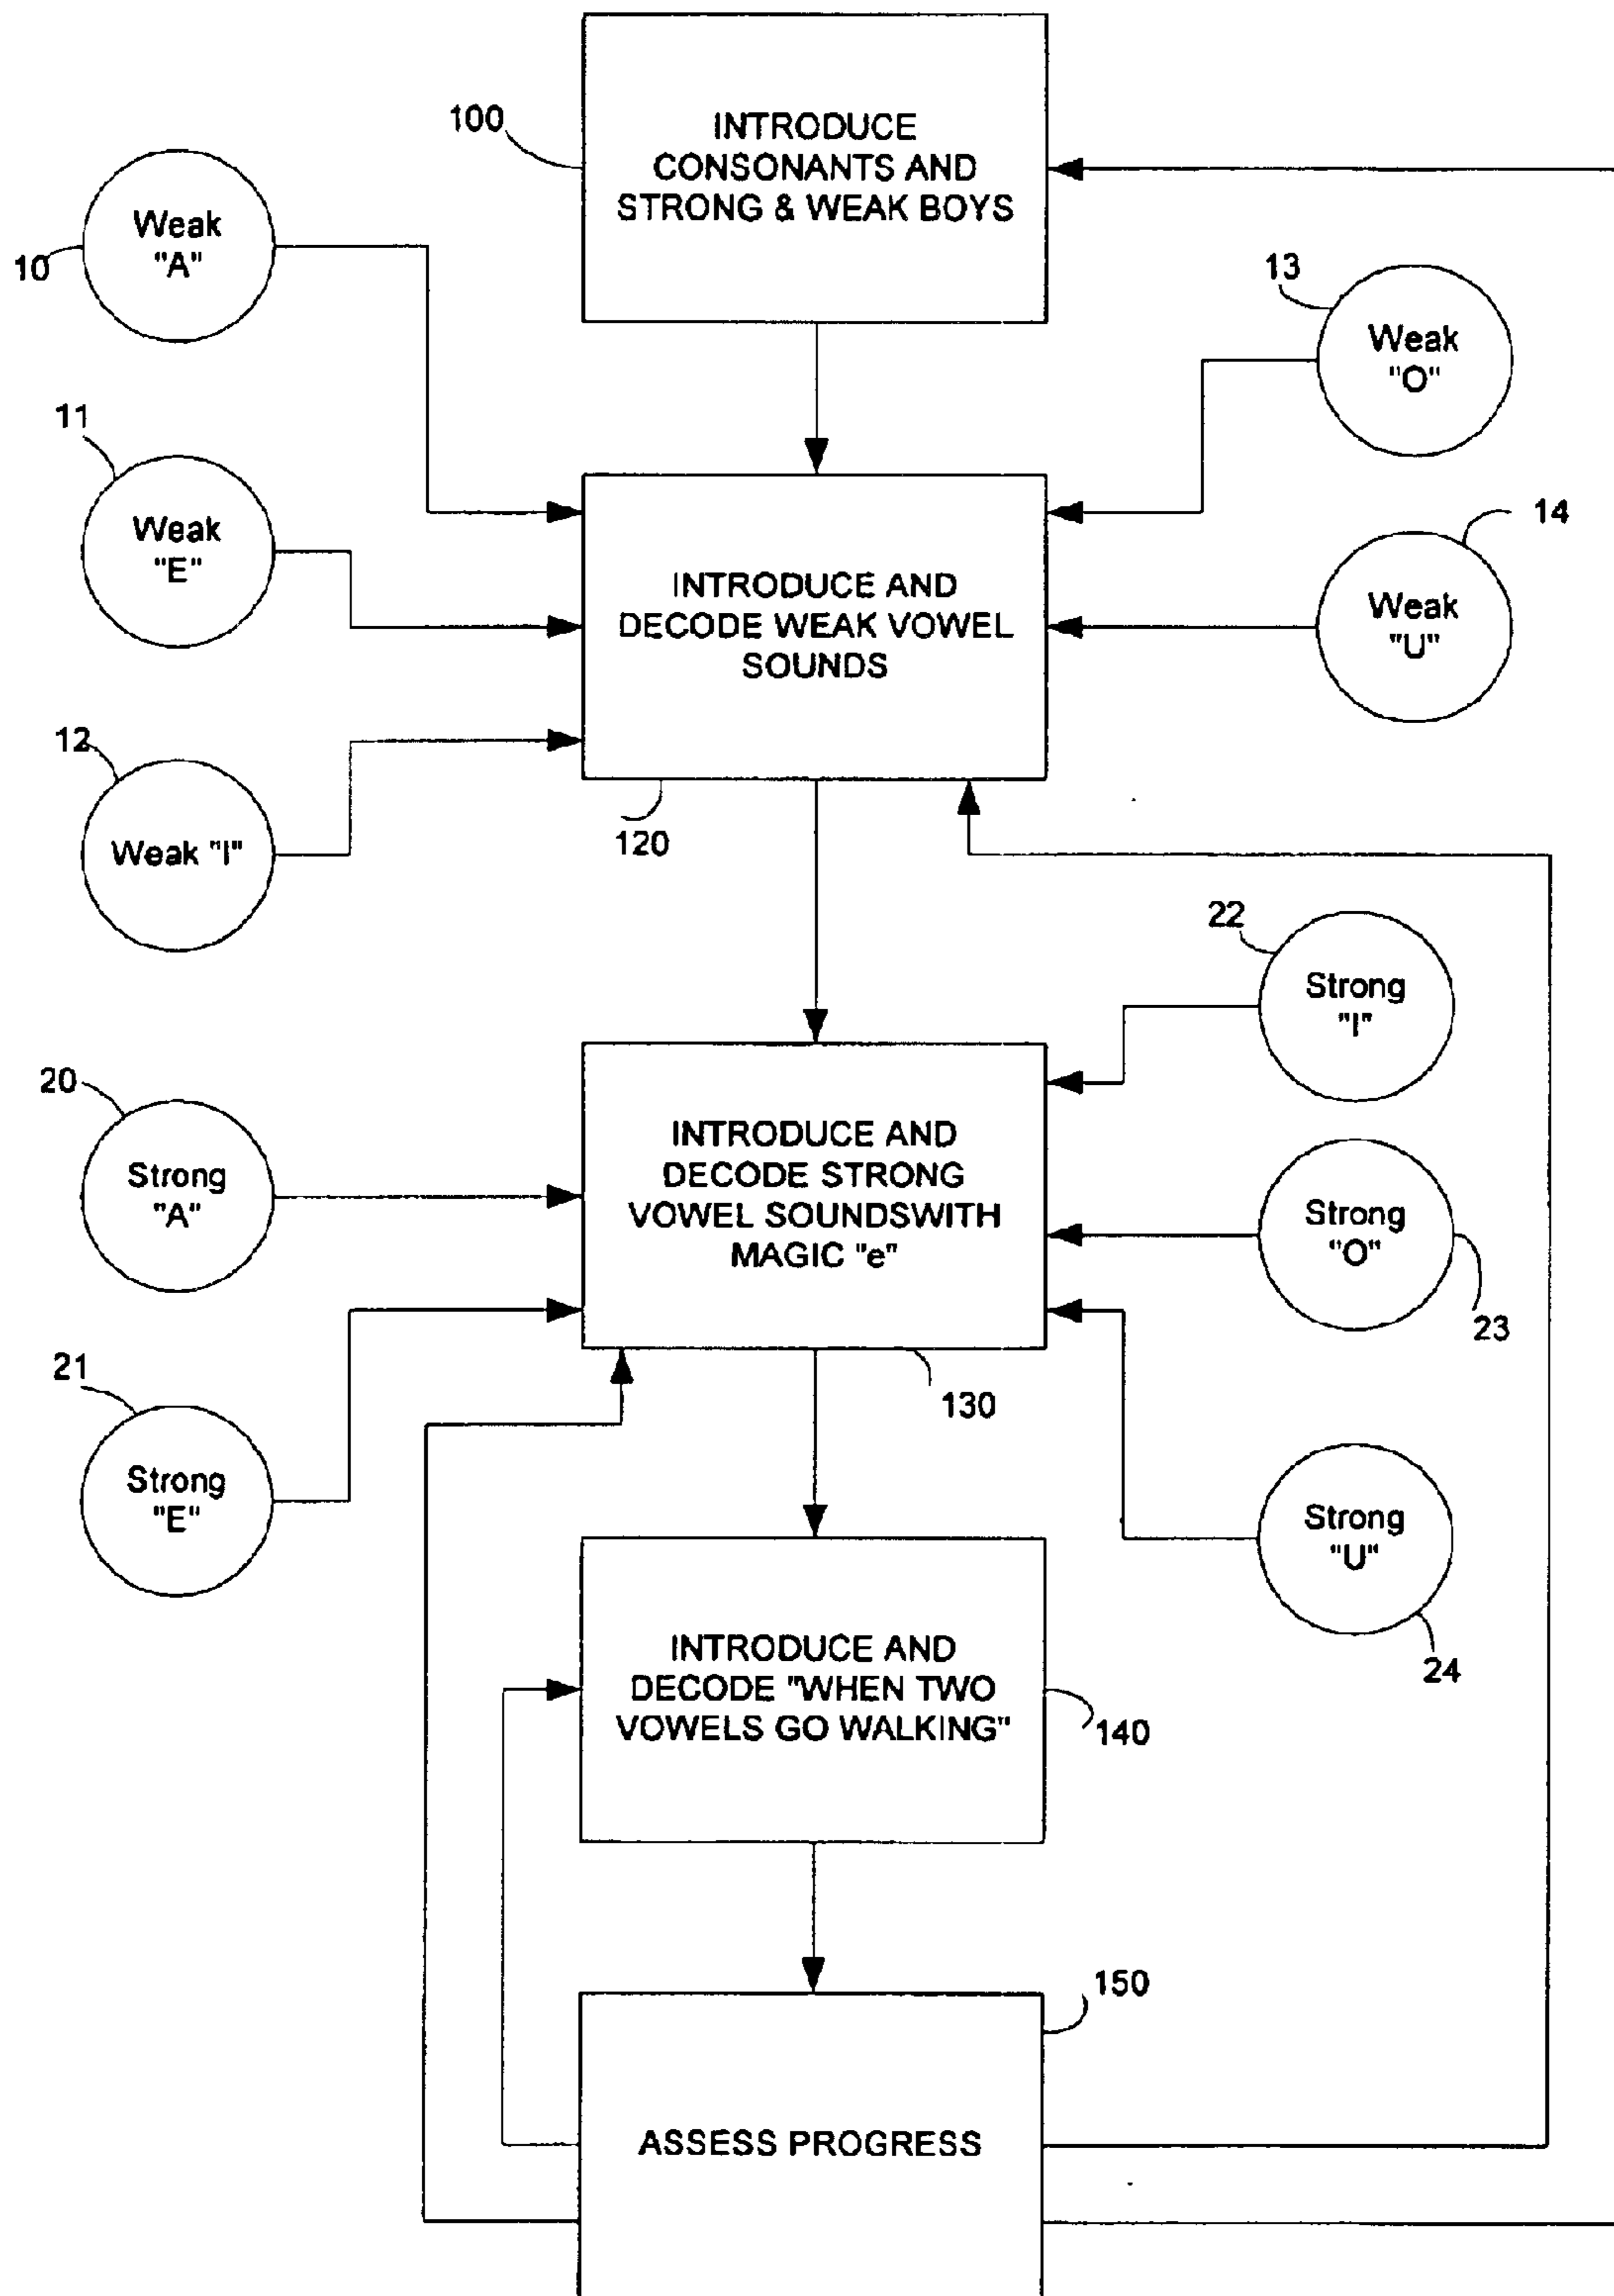 100
INTRODUCE
CONSONANTS AND
STRONG & WEAK BOYS
10
Weak
"A"
13
Weak
"O"
11
Weak
"E"
14
Weak
"U"
INTRODUCE AND
DECODE WEAK VOWEL
SOUNDS
12
Weak "I"
120
22
Strong
"I"
20
Strong
"A"
INTRODUCE AND
DECODE STRONG
VOWEL SOUNDSWITH
MAGIC "e"
Strong
"O"
23
21
Strong
"E"
130
Strong
"U"
24
INTRODUCE AND
DECODE "WHEN TWO
VOWELS GO WALKING"
140
150
ASSESS PROGRESS